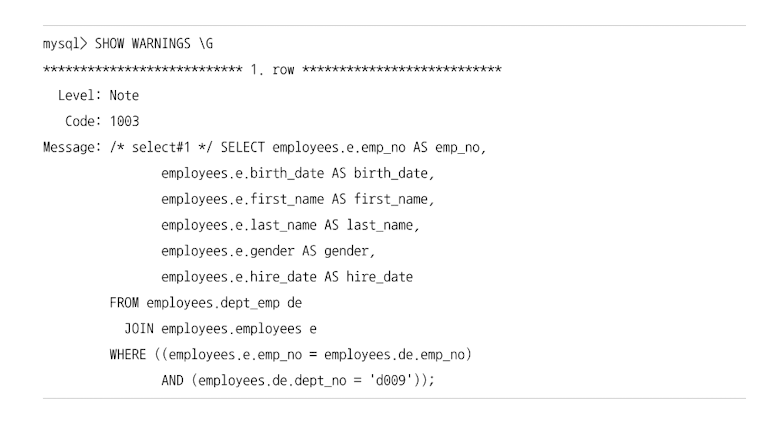 mysql> SHOW WARNINGS \G
*************************** 1. row ***************************
Level: Note
Code: 1003
Message: /* select#1 */ SELECT employees.e.emp_no AS emp_no,
employees.e.birth_date AS birth_date,
employees.e.first_name AS first_name,
employees.e.last_name AS last_name,
employees.e.gender AS gender,
employees.e.hire_date AS hire_date
FROM employees.dept_emp de
JOIN employees.employees e
WHERE ((employees.e.emp_no = employees.de.emp_no)
AND (employees.de.dept_no = 'd009'));